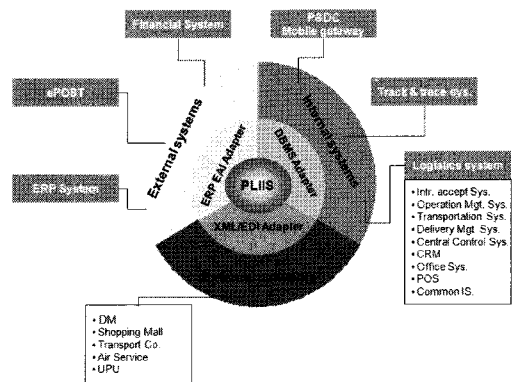 Financial System
PSDC
Mobile gateway
ePOST
Track & trace sys.
External systems
Internal systems
ERP EAI Adapter
DBMS Adapter
PLIIS
XML/EDI Adapter
ERP System
Logistics system
• Intr. accept Sys.
• Operation Mgt. Sys.
• Transportation Sys.
• Delivery Mgt. Sys.
• Central Control Sys.
• CRM
• Office Sys.
• POS
• Common IS.
• DM
• Shopping Mall
• Transport Co.
• Air Service
• UPU